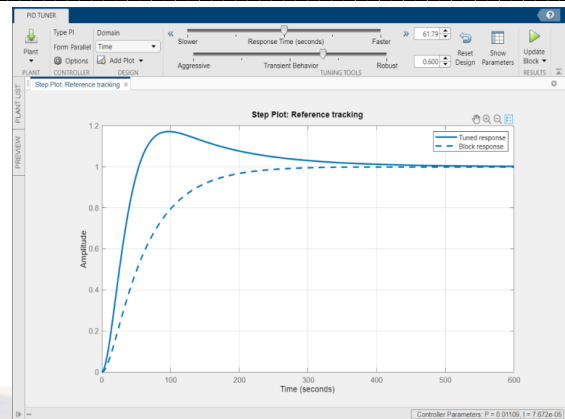 PID TUNER
?
Type PI
Domain
Slower
Response Time (seconds)
Faster
61.79
Plant
Form Parallel
Time
Options
Add Plot
Aggressive
Transient Behavior
Robust
0.600
Reset
Design
Show
Parameters
Update
Block
PLANT
CONTROLLER
DESIGN
TUNING TOOLS
RESULTS
PLANT LIST
PREVIEW
Step Plot: Reference tracking ×
Step Plot: Reference tracking
Tuned response
Block response
Amplitude
1.2
1
0.8
0.6
0.4
0.2
0
0
100
200
300
400
500
600
Time (seconds)
Controller Parameters: P = 0.01109, I = 7.672e-05